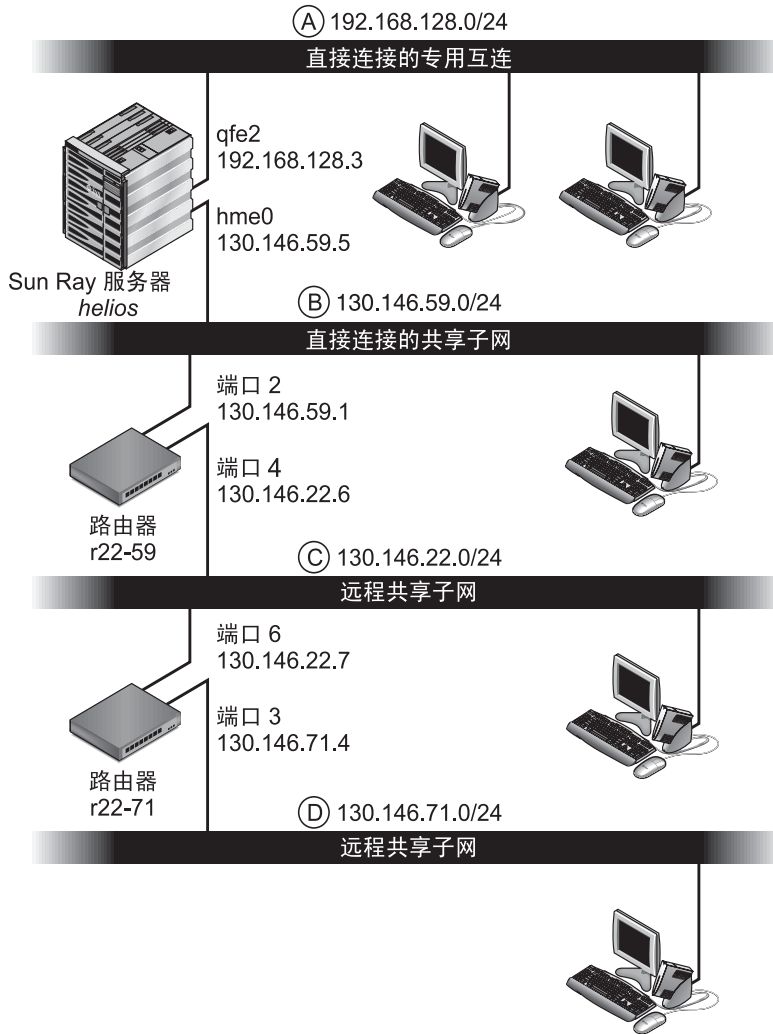 Ⓐ 192.168.128.0/24
直接连接的专用互连
qfe2
192.168.128.3
hme0
130.146.59.5
Sun Ray 服务器
helios
Ⓑ 130.146.59.0/24
直接连接的共享子网
端口 2
130.146.59.1
端口 4
130.146.22.6
路由器
r22-59
Ⓒ 130.146.22.0/24
远程共享子网
端口 6
130.146.22.7
端口 3
130.146.71.4
路由器
r22-71
Ⓓ 130.146.71.0/24
远程共享子网